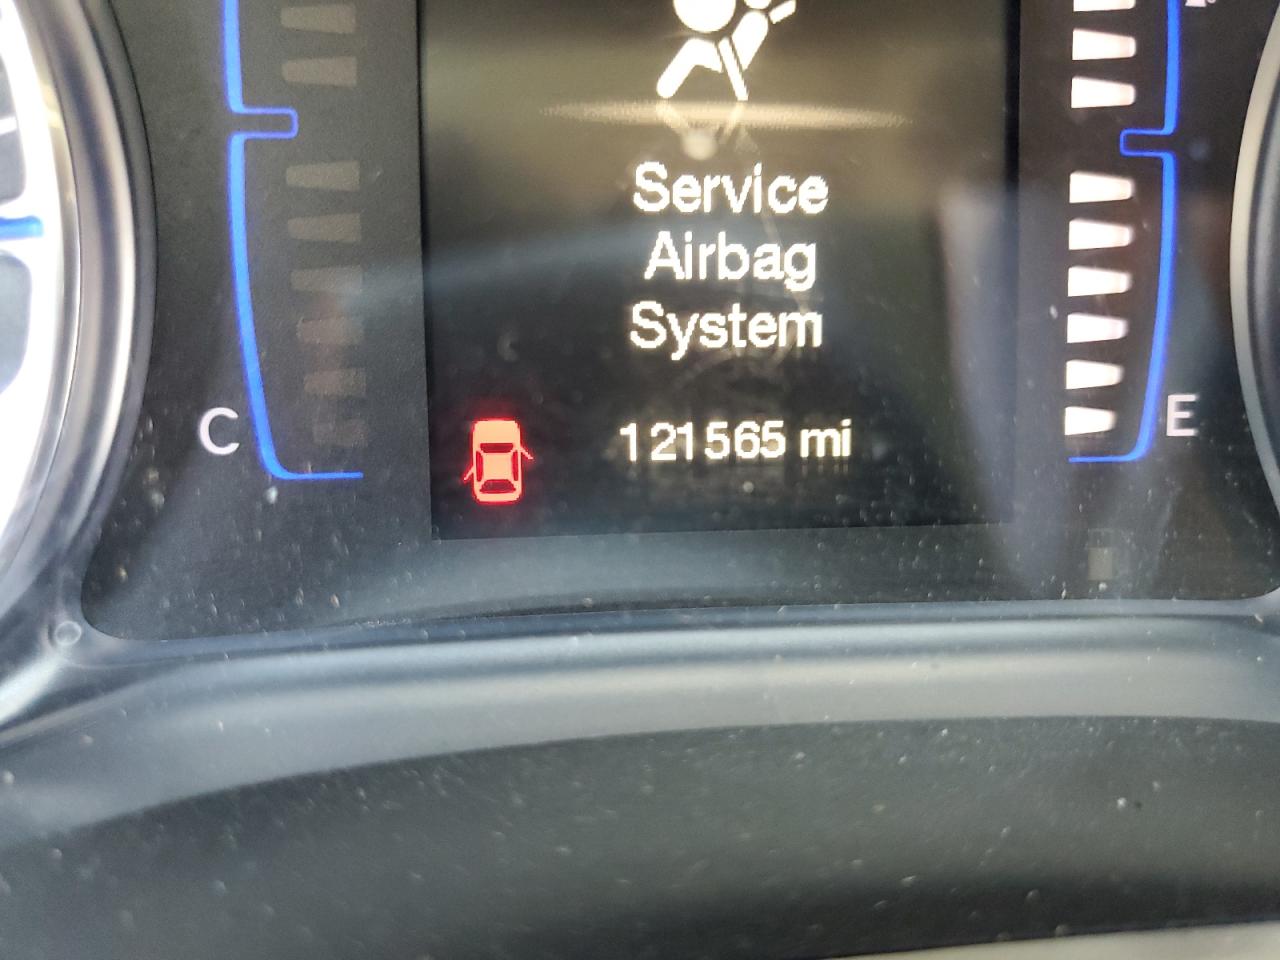 Service
Airbag
System
C
121565 mi
E